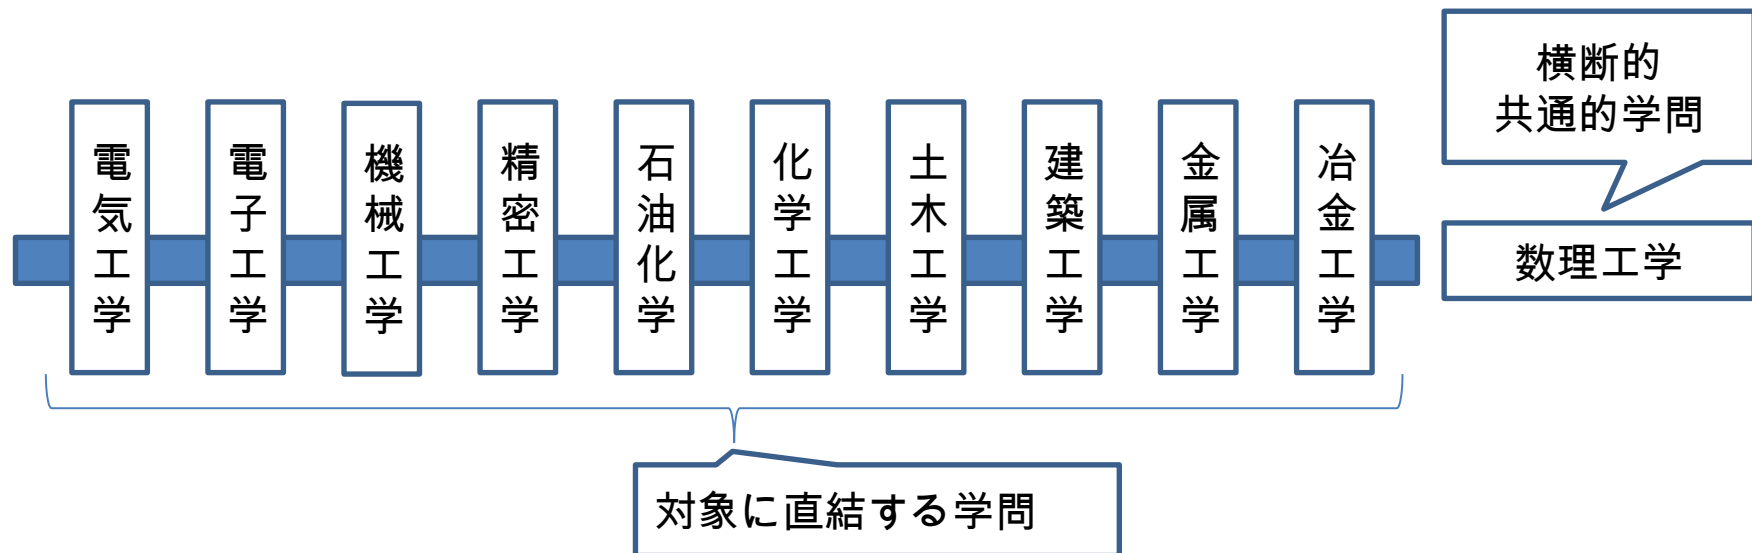 横断的
共通的学問
電気工学
電子工学
機械工学
精密工学
石油化学
化学工学
土木工学
建築工学
金属工学
冶金工学
数理工学
対象に直結する学問